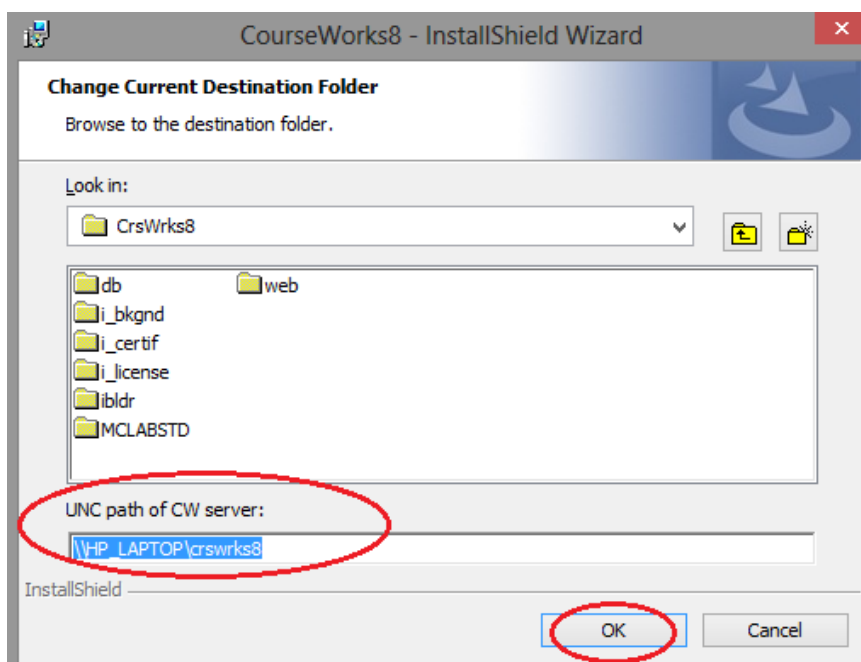 CourseWorks8 - InstallShield Wizard
Change Current Destination Folder
Browse to the destination folder.
Look in:
CrsWrks8
db web
i_bkgnd
i_certif
i_license
ibldr
MCLABSTD
UNC path of CW server:
\\HP_LAPTOP\crswrks8
InstallShield
OK Cancel